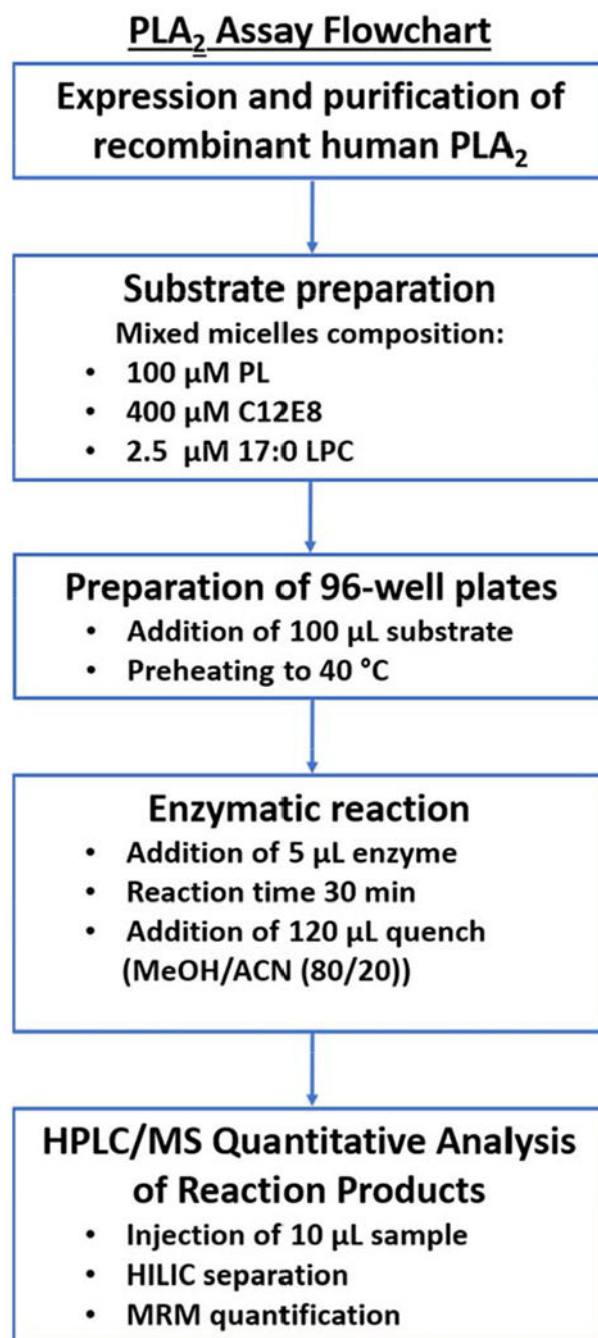 PLA₂ Assay Flowchart
Expression and purification of
recombinant human PLA₂
Substrate preparation
Mixed micelles composition:
• 100 µM PL
• 400 µM C12E8
• 2.5 µM 17:0 LPC
Preparation of 96-well plates
• Addition of 100 µL substrate
• Preheating to 40 °C
Enzymatic reaction
• Addition of 5 µL enzyme
• Reaction time 30 min
• Addition of 120 µL quench
(MeOH/ACN (80/20))
HPLC/MS Quantitative Analysis
of Reaction Products
• Injection of 10 µL sample
• HILIC separation
• MRM quantification